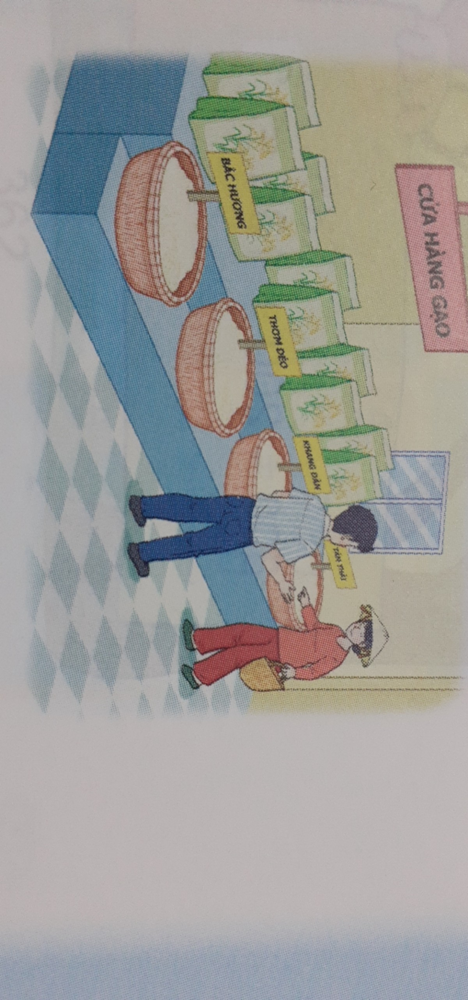 CỬA HÀNG GẠO
BẮC HƯƠNG
THƠM DẺO
KHANG DÂN
TÁM THÁI